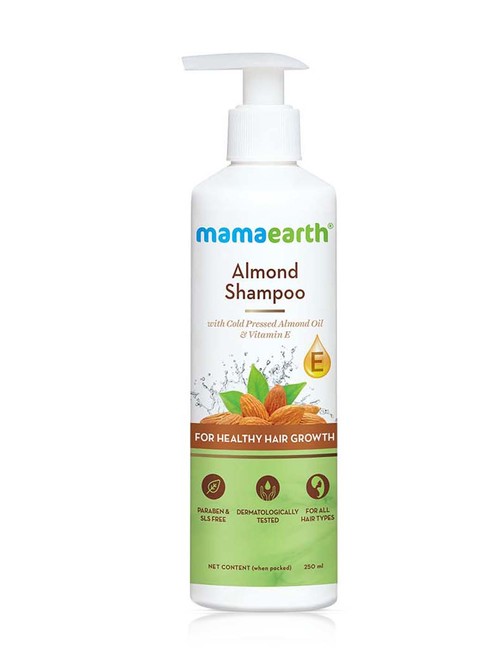 mamaearth®
Almond
Shampoo
with Cold Pressed Almond Oil
& Vitamin E
E
FOR HEALTHY HAIR GROWTH
PARABEN &
SLS FREE
DERMATOLOGICALLY
TESTED
FOR ALL
HAIR TYPES
NET CONTENT (when packed) 250 ml